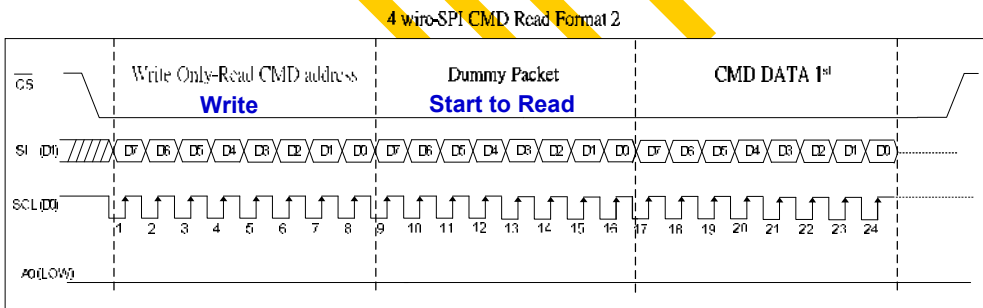 4 wire-SPI CMD Read Format 2
CS Write Only-Read CMD address Dummy Packet CMD DATA 1st
Write Start to Read
SI (D1) D7 D6 D5 D4 D3 D2 D1 D0 D7 D6 D5 D4 D3 D2 D1 D0 D7 D6 D5 D4 D3 D2 D1 D0
SCL (D0)
1 2 3 4 5 6 7 8 9 10 11 12 13 14 15 16 17 18 19 20 21 22 23 24
A0(LOW)